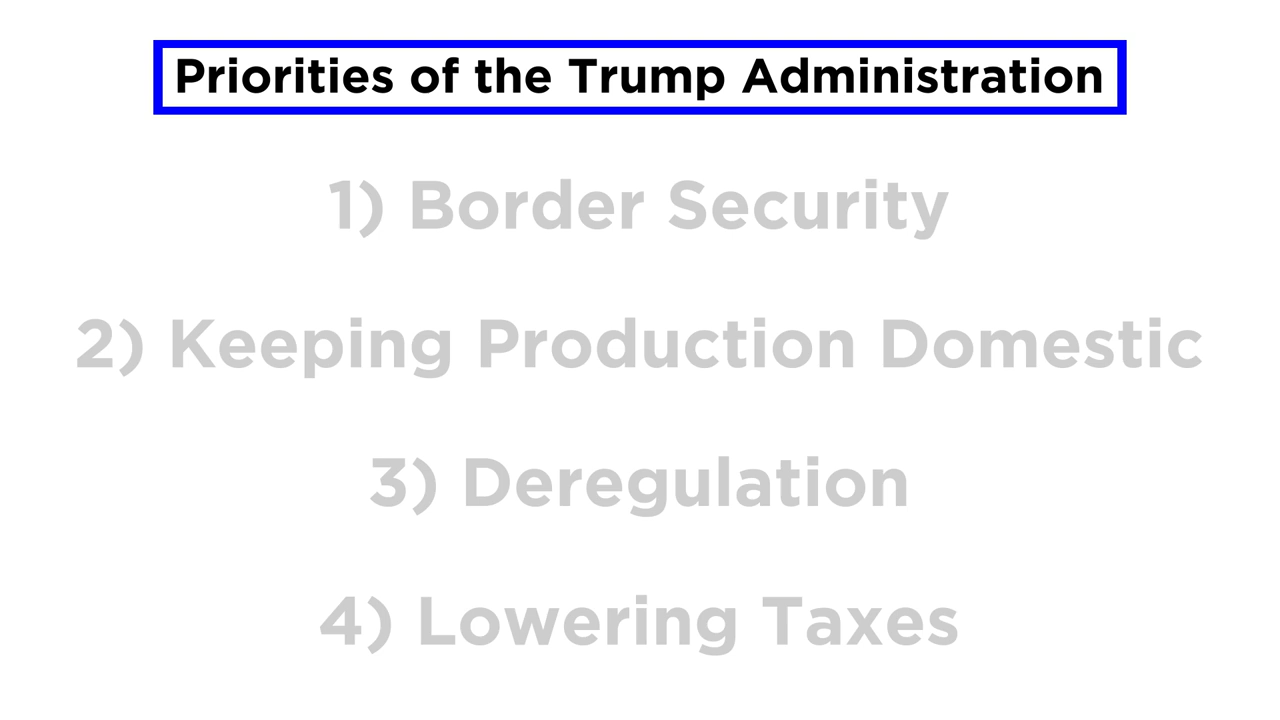 Priorities of the Trump Administration
1) Border Security
2) Keeping Production Domestic
3) Deregulation
4) Lowering Taxes